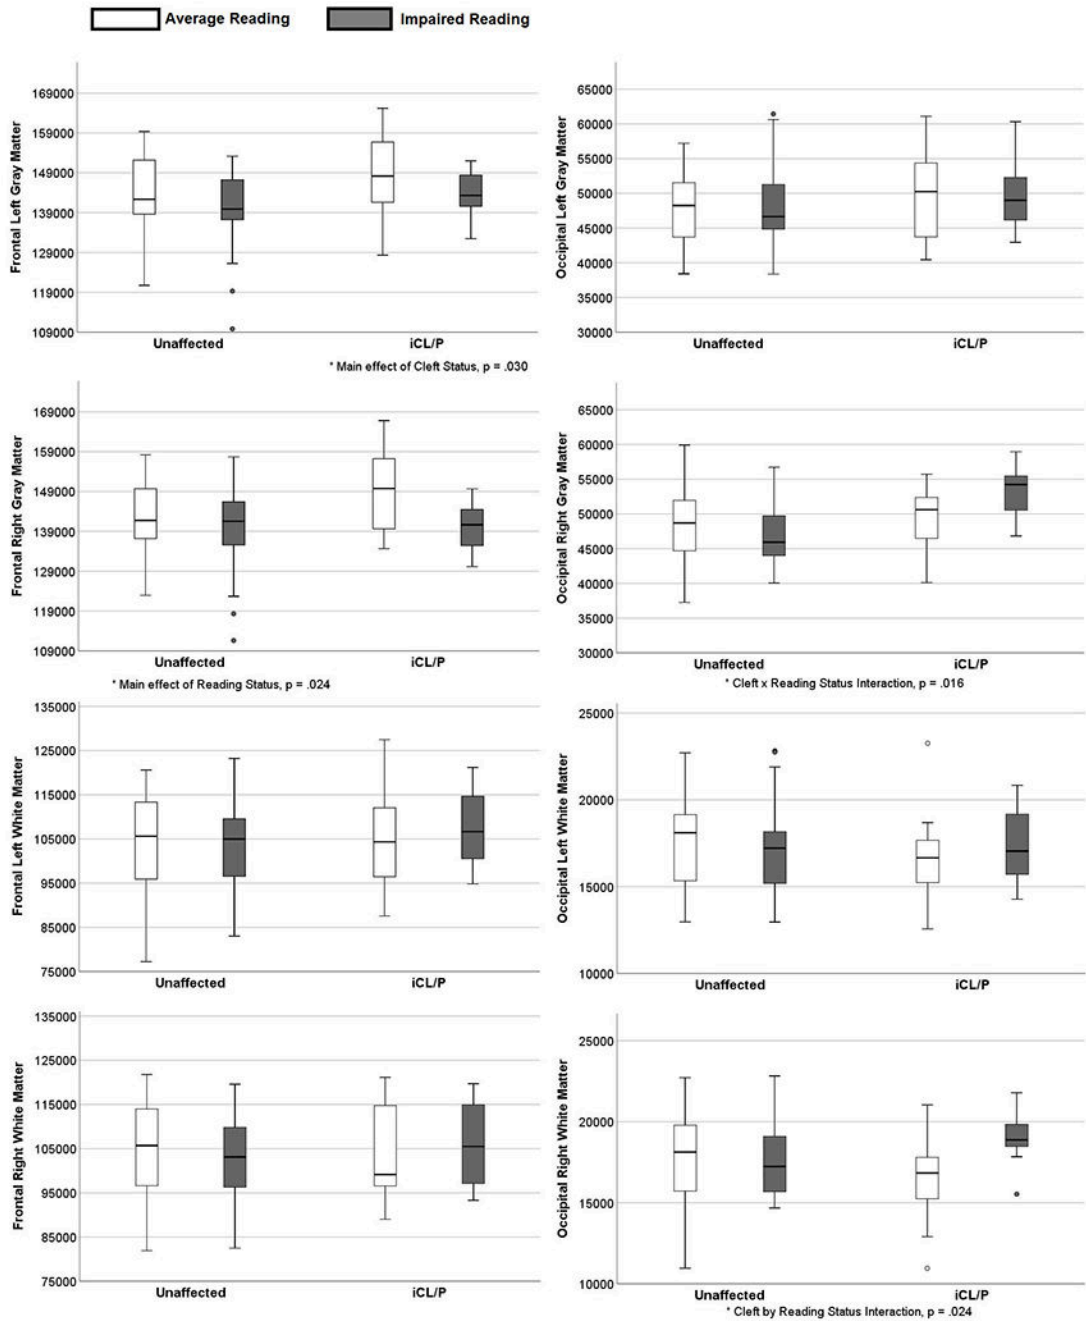 Average Reading
Impaired Reading
Frontal Left Gray Matter
169000
159000
149000
139000
129000
119000
109000
Unaffected
iCL/P
* Main effect of Cleft Status, p = .030
Occipital Left Gray Matter
65000
60000
55000
50000
45000
40000
35000
30000
Unaffected
iCL/P
Frontal Right Gray Matter
169000
159000
149000
139000
129000
119000
109000
Unaffected
iCL/P
* Main effect of Reading Status, p = .024
Occipital Right Gray Matter
65000
60000
55000
50000
45000
40000
35000
30000
Unaffected
iCL/P
* Cleft x Reading Status Interaction, p = .016
Frontal Left White Matter
135000
125000
115000
105000
95000
85000
75000
Unaffected
iCL/P
Occipital Left White Matter
25000
20000
15000
10000
Unaffected
iCL/P
Frontal Right White Matter
135000
125000
115000
105000
95000
85000
75000
Unaffected
iCL/P
Occipital Right White Matter
25000
20000
15000
10000
Unaffected
iCL/P
* Cleft by Reading Status Interaction, p = .024